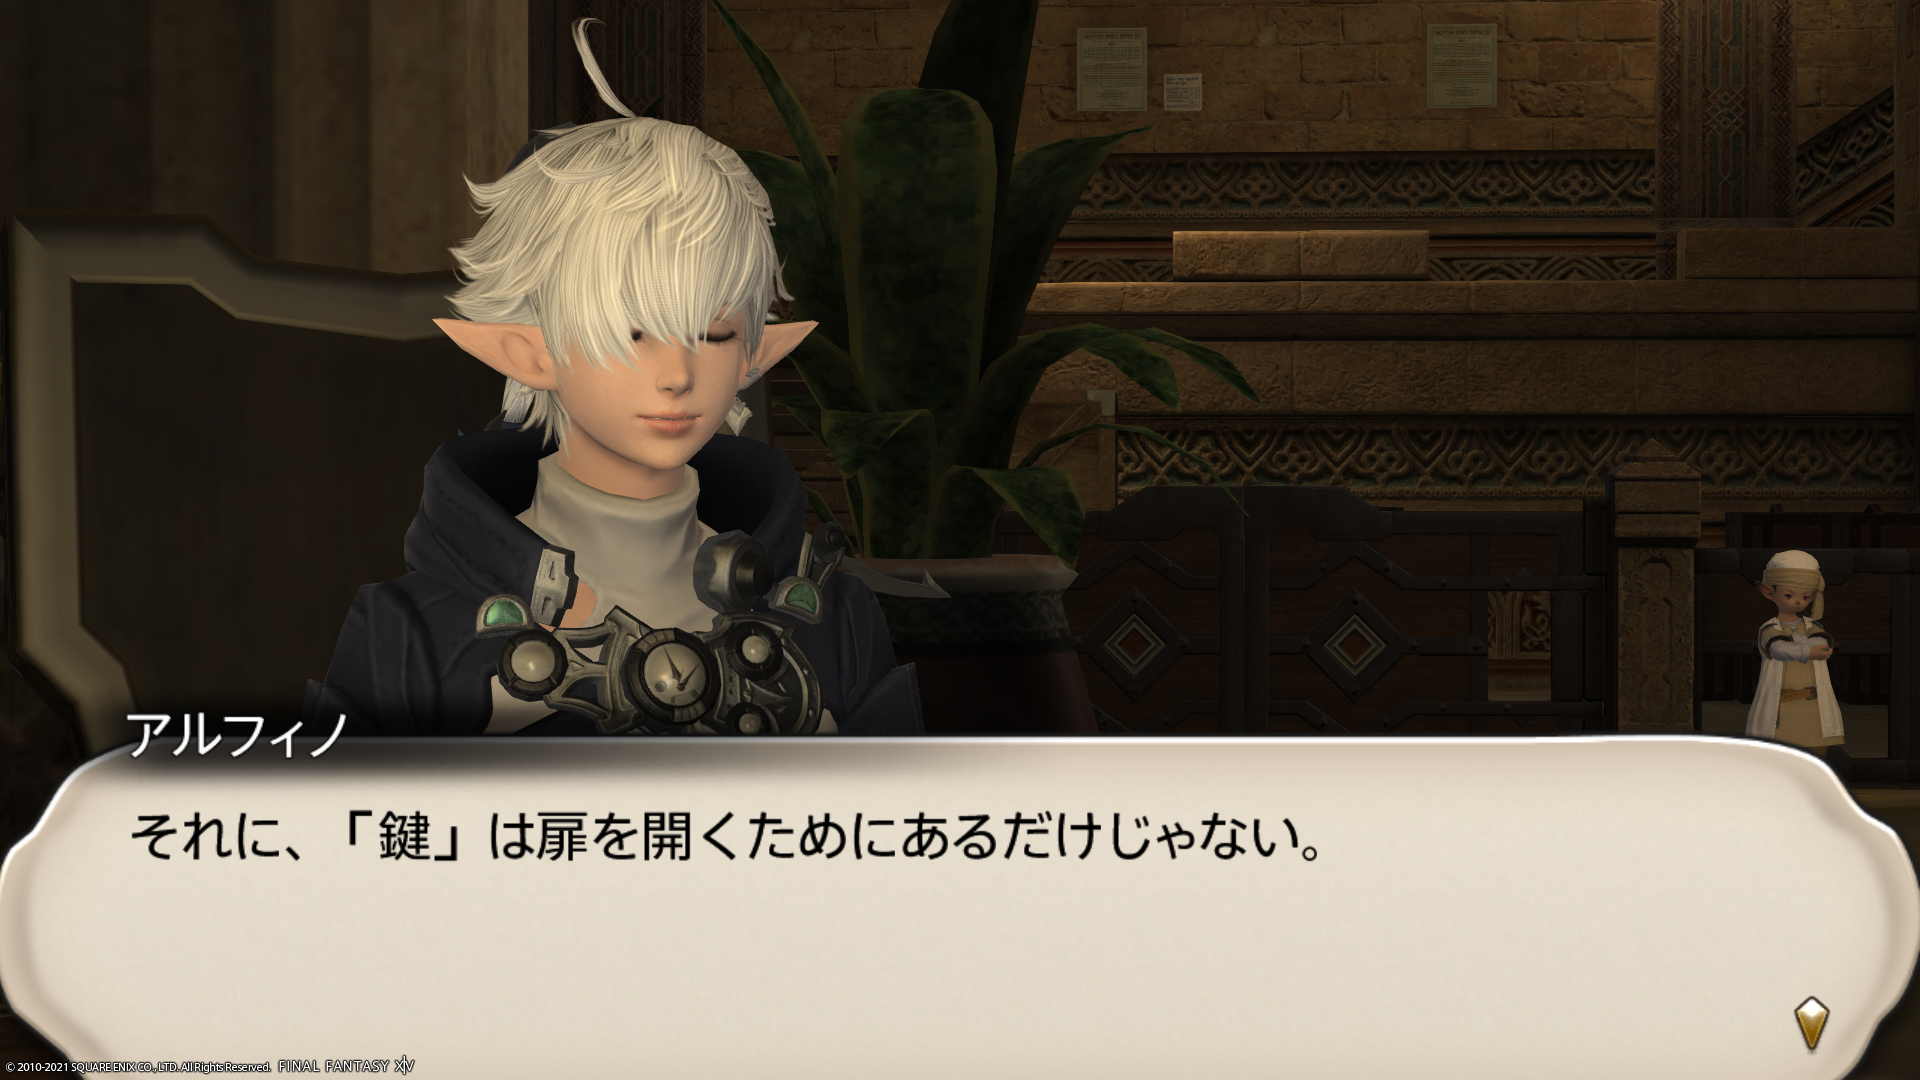 アルフィノ
それに、「鍵」は扉を開くためにあるだけじゃない。
© 2010-2021 SQUARE ENIX CO., LTD. All Rights Reserved. FINAL FANTASY XIV